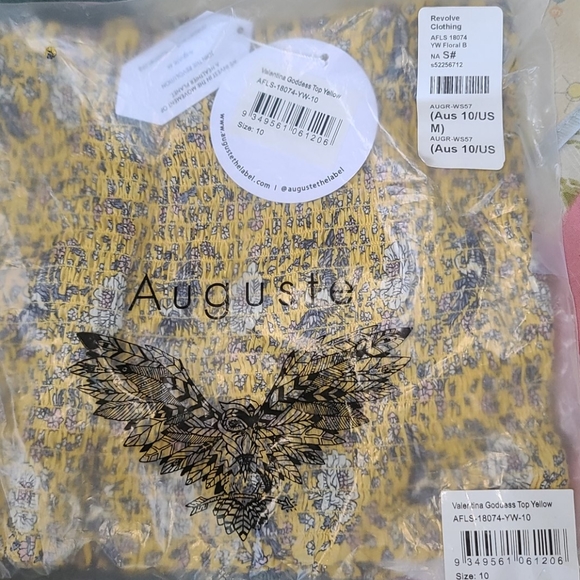 Revolve
Clothing
AFLS 18074
YW Floral B
NA S#
s52256712
AUGR-WS57
(Aus 10/US
M)
AUGR-WS57
(Aus 10/US
Valentina Goddess Top Yellow
AFLS-18074-YW-10
9 349561 061206
Size: 10
www.augustethelabel.com | @augustethelabel
Auguste
Valentina Goddess Top Yellow
AFLS-18074-YW-10
9 349561 061206
Size: 10